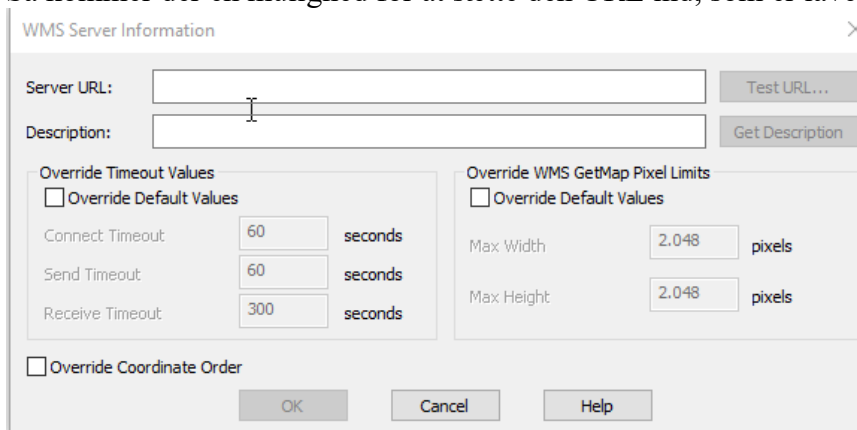 WMS Server Information
Server URL:
Test URL...
Description:
Get Description
Override Timeout Values
Override Default Values
Connect Timeout 60 seconds
Send Timeout 60 seconds
Receive Timeout 300 seconds
Override WMS GetMap Pixel Limits
Override Default Values
Max Width 2.048 pixels
Max Height 2.048 pixels
Override Coordinate Order
OK Cancel Help